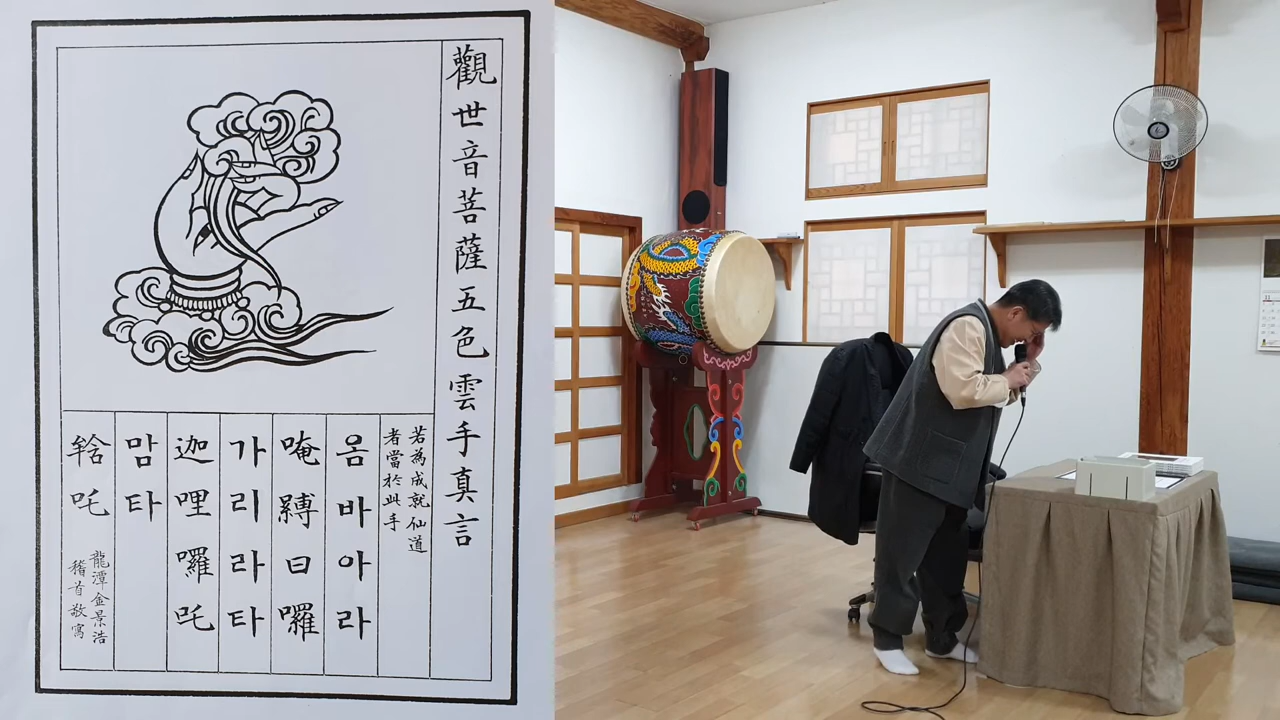 觀世音菩薩五色雲手真言
若為成就仙道
者當於此手
옴바아라
唵縛日囉
가리라타
迦哩囉吒
맘타
𤚥吒
龍潭金景浩
稽首敬寫